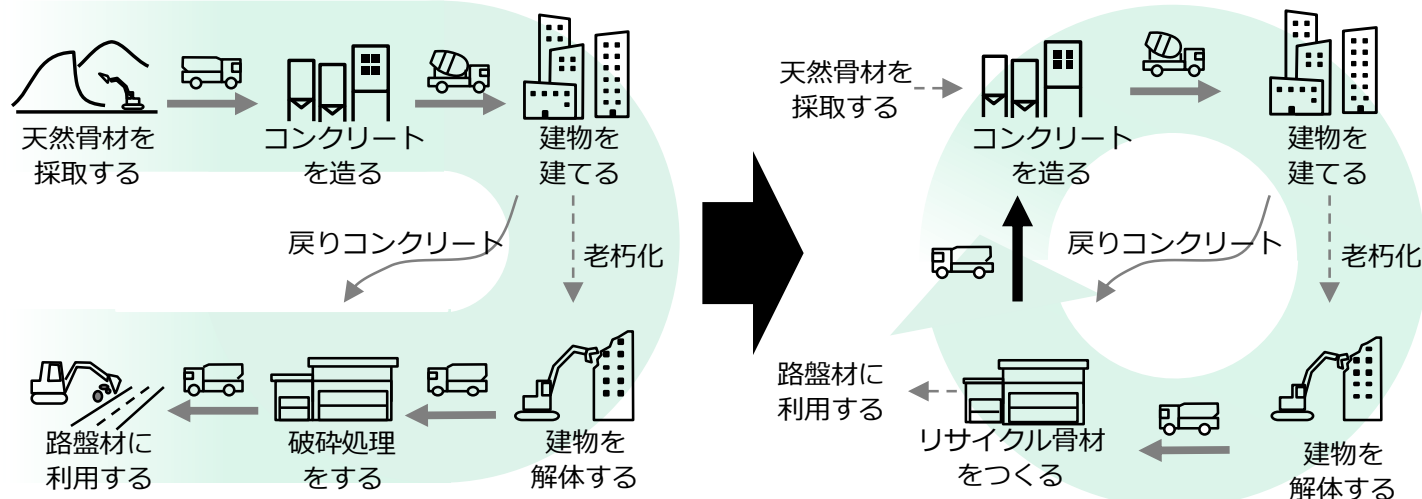 天然骨材を
採取する
コンクリート
を造る
建物を
建てる
戻りコンクリート
老朽化
路盤材に
利用する
破砕処理
をする
建物を
解体する
天然骨材を
採取する
コンクリート
を造る
建物を
建てる
戻りコンクリート
老朽化
路盤材に
利用する
リサイクル骨材
をつくる
建物を
解体する